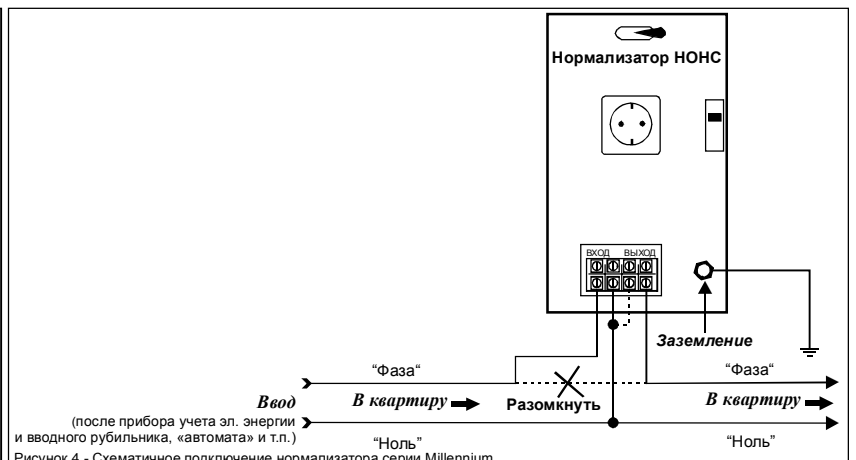 Нормализатор НОНС
ВХОД ВЫХОД
Заземление
“Фаза“ “Фаза“
Ввод В квартиру Разомкнуть В квартиру
(после прибора учета эл. энергии
и вводного рубильника, «автомата» и т.п.)
“Ноль” “Ноль”
Рисунок 4 - Схематичное подключение нормализатора серии Millennium